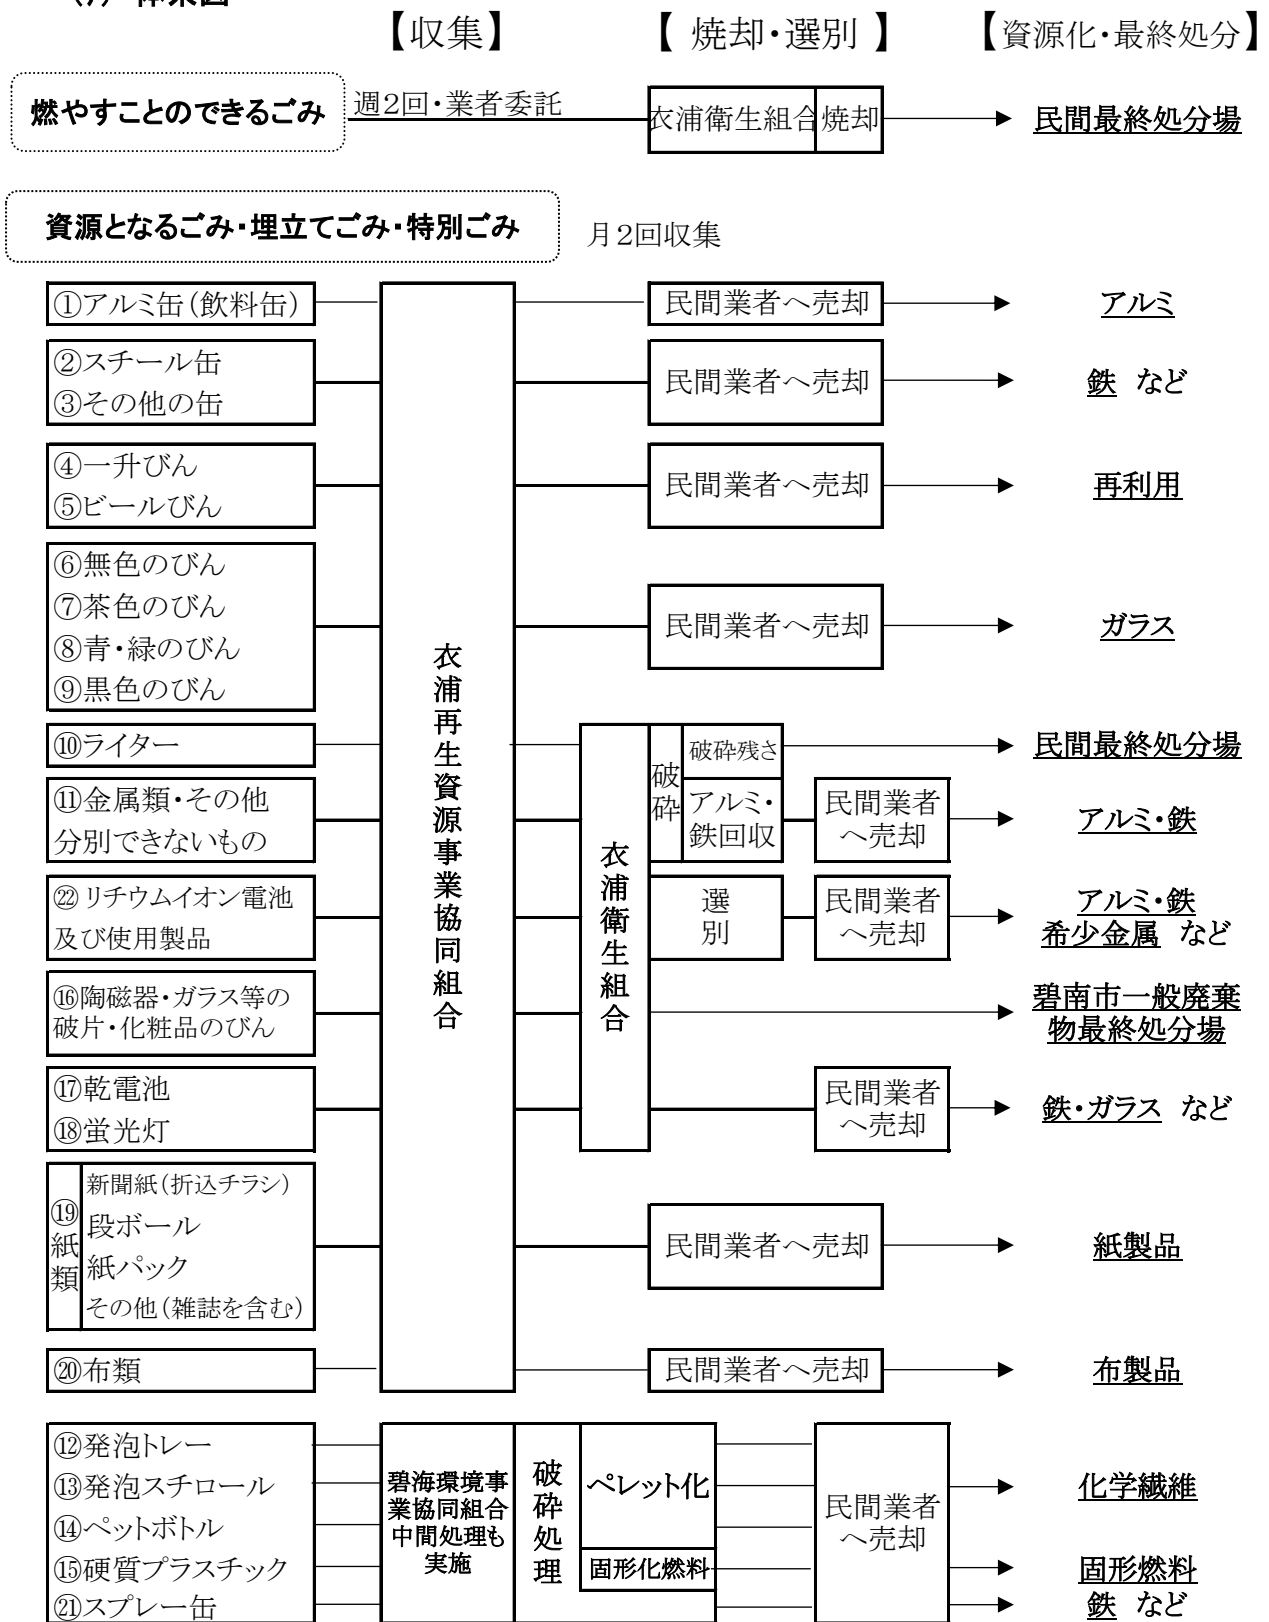 (7) 体系図
【収集】
【 焼却・選別 】
【資源化・最終処分】
燃やすことのできるごみ
週2回・業者委託
衣浦衛生組合
焼却
民間最終処分場
資源となるごみ・埋立てごみ・特別ごみ
月2回収集
①アルミ缶(飲料缶)
民間業者へ売却
アルミ
②スチール缶
③その他の缶
民間業者へ売却
鉄 など
④一升びん
⑤ビールびん
民間業者へ売却
再利用
⑥無色のびん
⑦茶色のびん
⑧青・緑のびん
⑨黒色のびん
民間業者へ売却
ガラス
衣浦再生資源事業協同組合
⑩ライター
衣浦衛生組合
破砕
破砕残さ
民間最終処分場
⑪金属類・その他
分別できないもの
アルミ・
鉄回収
民間業者
へ売却
アルミ・鉄
㉒リチウムイオン電池
及び使用製品
選
別
民間業者
へ売却
アルミ・鉄
希少金属 など
⑯陶磁器・ガラス等の
破片・化粧品のびん
碧南市一般廃棄
物最終処分場
⑰乾電池
⑱蛍光灯
民間業者
へ売却
鉄・ガラス など
⑲紙類
新聞紙(折込チラシ)
段ボール
紙パック
その他(雑誌を含む)
民間業者へ売却
紙製品
⑳布類
民間業者へ売却
布製品
⑫発泡トレー
⑬発泡スチロール
⑭ペットボトル
⑮硬質プラスチック
㉑スプレー缶
碧海環境事
業協同組合
中間処理も
実施
破砕処理
ペレット化
固形化燃料
民間業者
へ売却
化学繊維
固形燃料
鉄 など